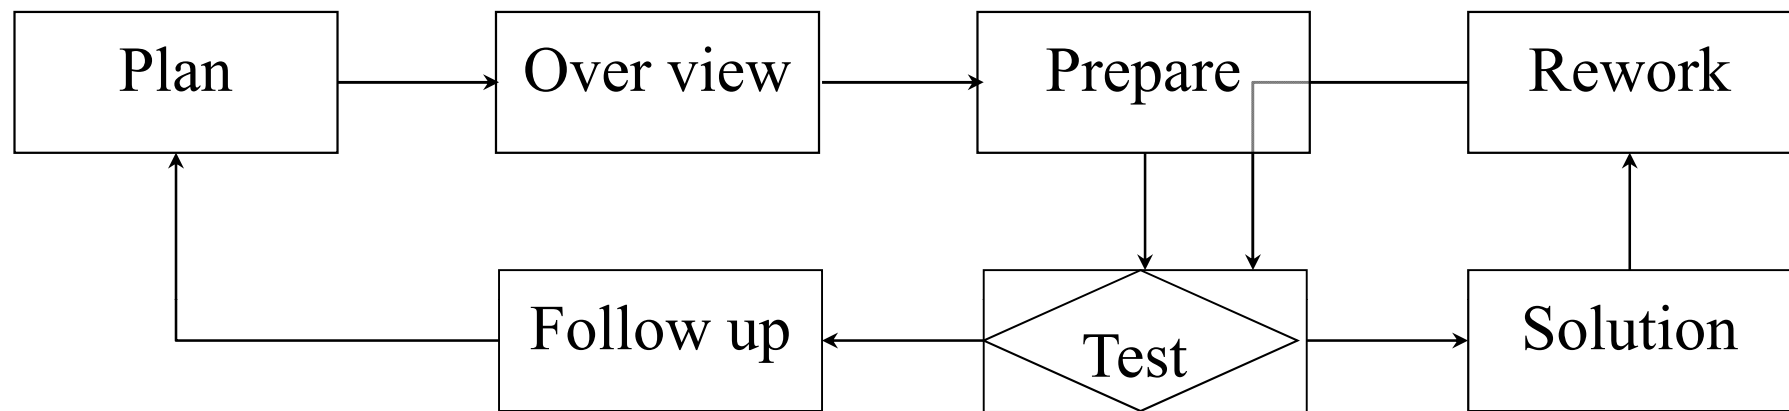 Plan
Over view
Prepare
Rework
Follow up
Test
Solution